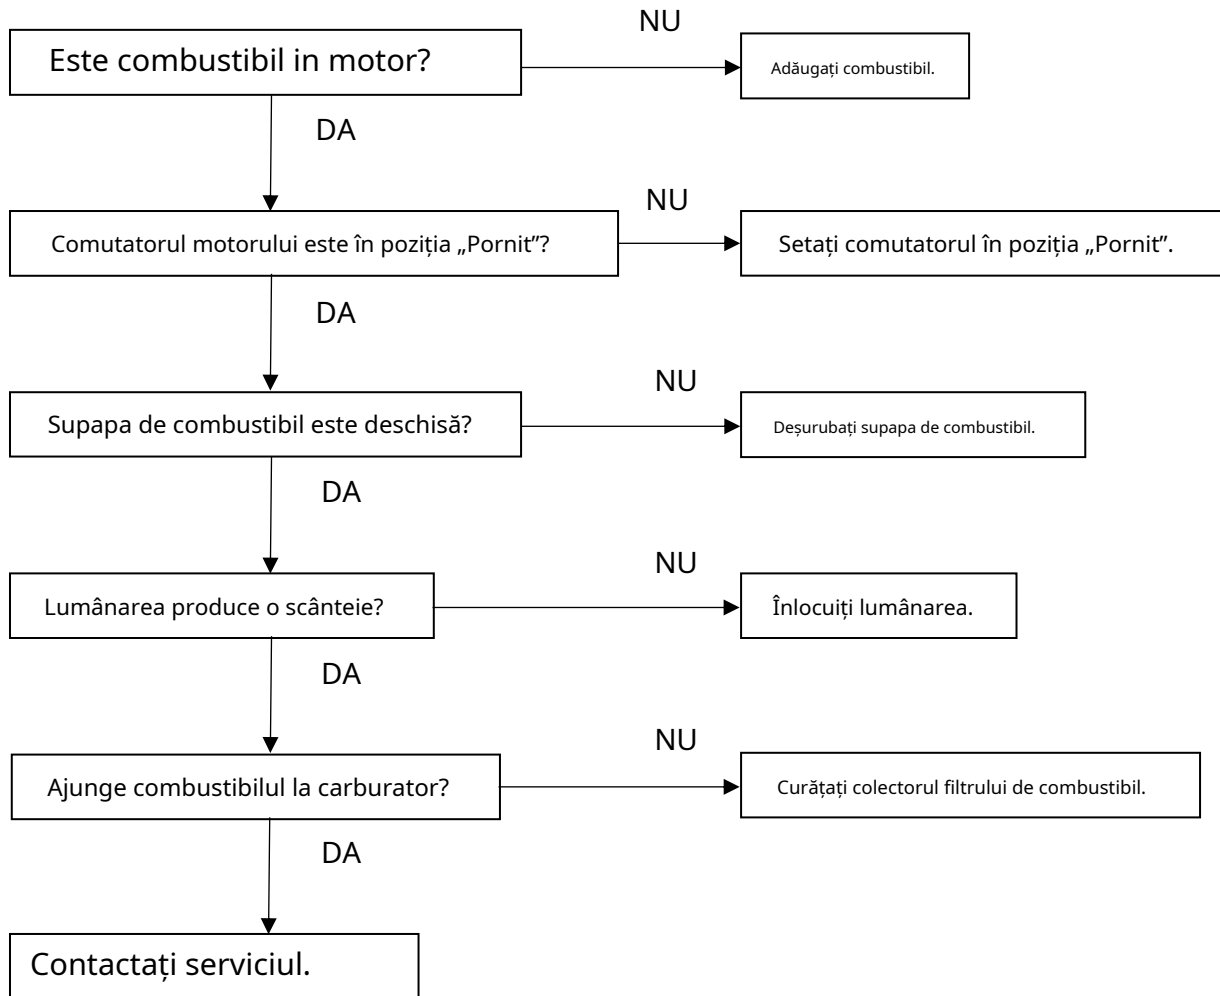 NU
Este combustibil in motor?
Adăugați combustibil.
DA
NU
Comutatorul motorului este în poziția „Pornit”?
Setați comutatorul în poziția „Pornit”.
DA
NU
Supapa de combustibil este deschisă?
Deșurubați supapa de combustibil.
DA
NU
Lumânarea produce o scânteie?
Înlocuiți lumânarea.
DA
NU
Ajunge combustibilul la carburator?
Curățați colectorul filtrului de combustibil.
DA
Contactați serviciul.